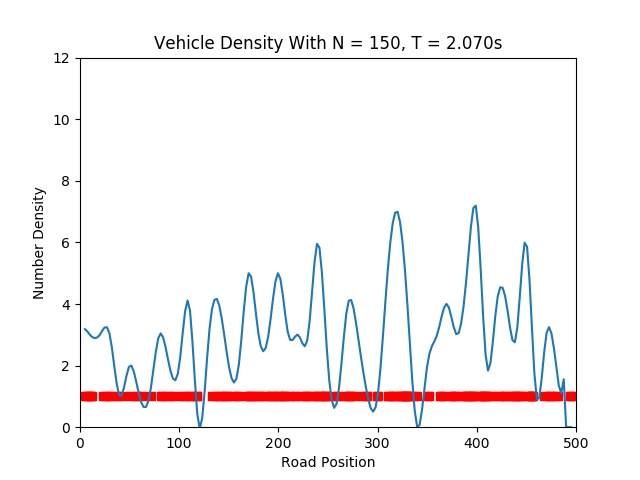 Vehicle Density With N = 150, T = 2.070s
12
10
8
6
4
2
0
Number Density
0 100 200 300 400 500
Road Position